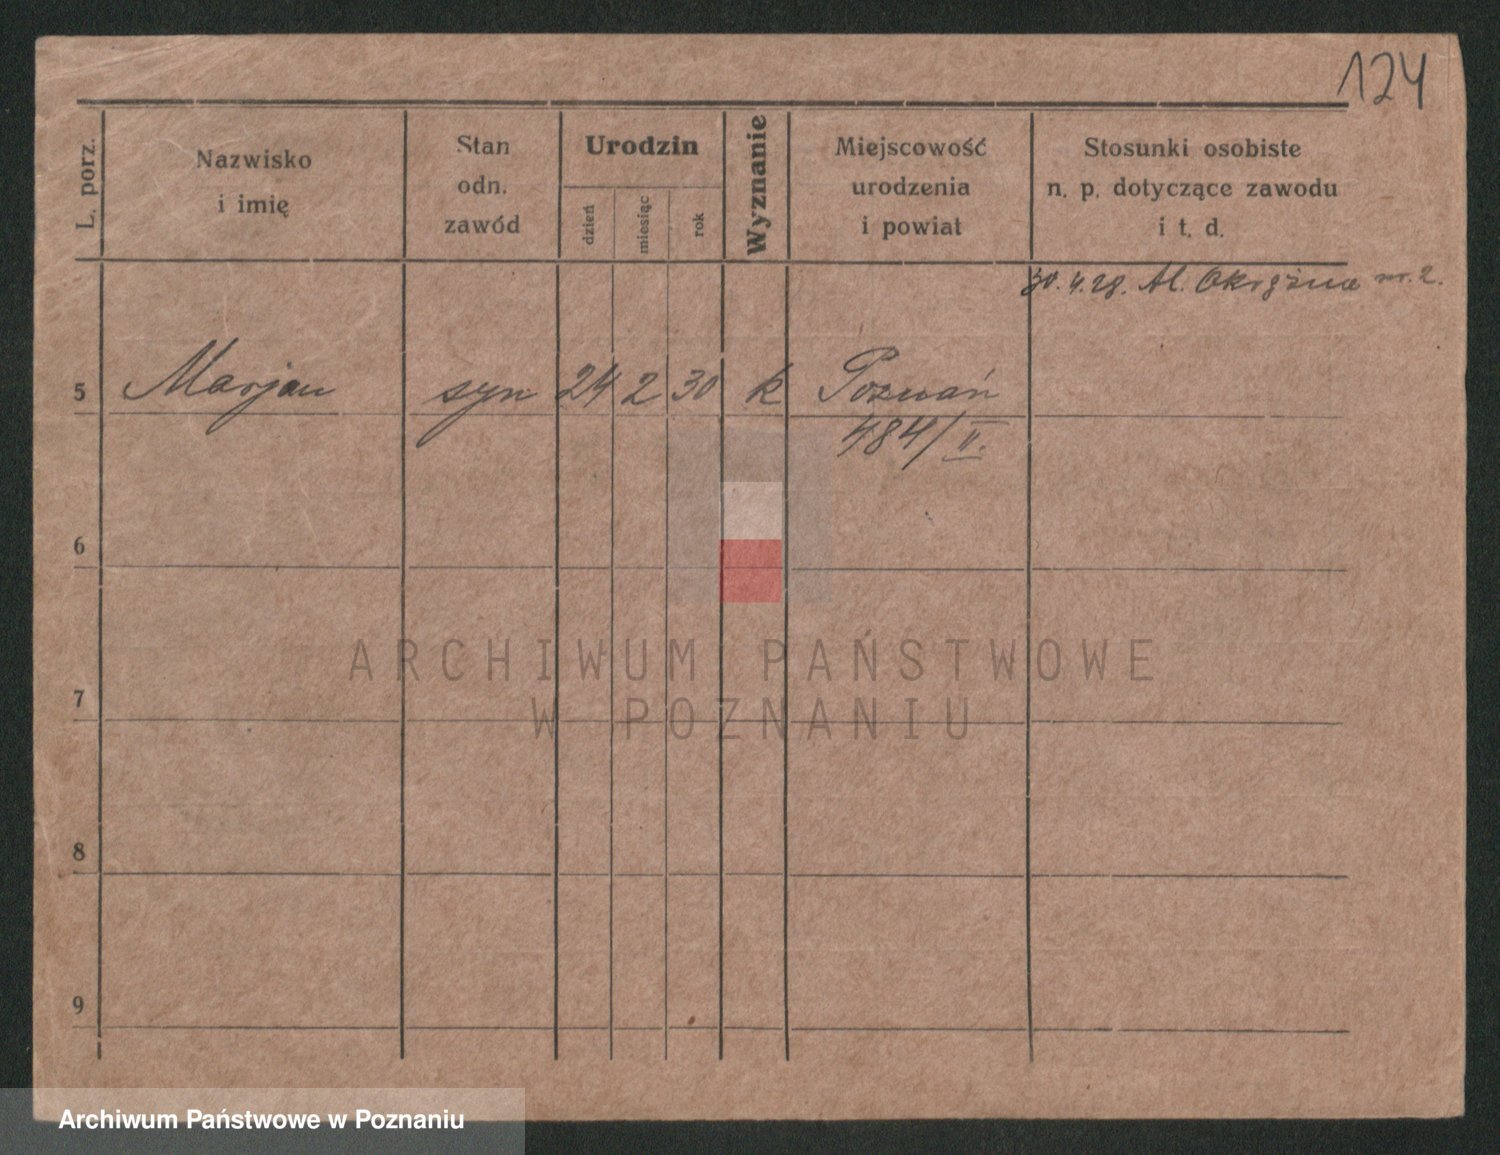 124
L. porz.
Nazwisko
i imię
Stan
odn.
zawód
Urodzin
dzień
miesiąc
rok
Wyznanie
Miejscowość
urodzenia
i powiat
Stosunki osobiste
n. p. dotyczące zawodu
i t. d.
30.4.28. Al. Okrężna nr. 2.
5 Marjan syn 24 2 30 k Poznań
484/II.
6
7
8
9
ARCHIWUM PAŃSTWOWE
W POZNANIU
Archiwum Państwowe w Poznaniu